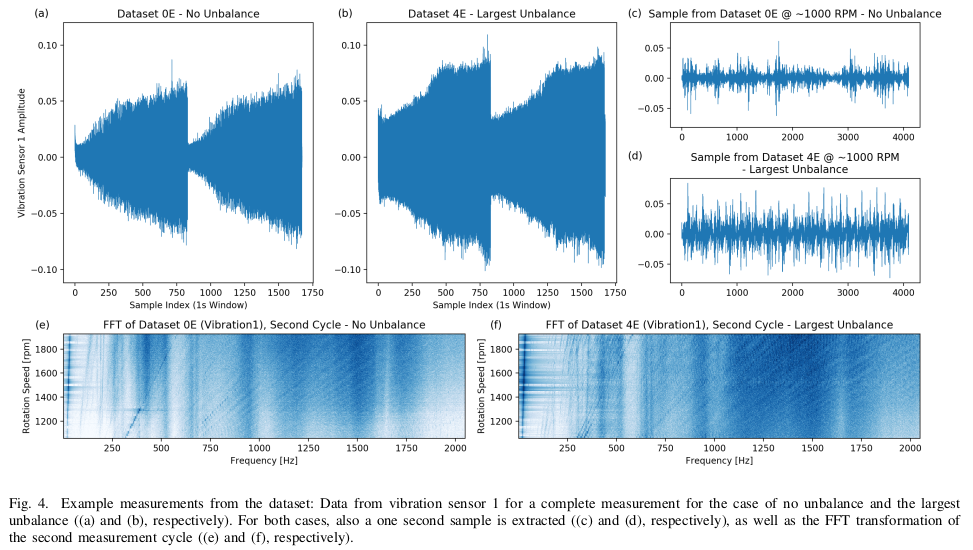 (a) Dataset 0E - No Unbalance
Vibration Sensor 1 Amplitude
0.10
0.05
0.00
−0.05
−0.10
0 250 500 750 1000 1250 1500 1750
Sample Index (1s Window)
(b) Dataset 4E - Largest Unbalance
0.10
0.05
0.00
−0.05
−0.10
0 250 500 750 1000 1250 1500 1750
Sample Index (1s Window)
(c) Sample from Dataset 0E @ ~1000 RPM - No Unbalance
0.05
0.00
−0.05
0 1000 2000 3000 4000
(d) Sample from Dataset 4E @ ~1000 RPM
- Largest Unbalance
0.05
0.00
−0.05
0 1000 2000 3000 4000
(e) FFT of Dataset 0E (Vibration1), Second Cycle - No Unbalance
Rotation Speed [rpm]
1800
1600
1400
1200
250 500 750 1000 1250 1500 1750 2000
Frequency [Hz]
(f) FFT of Dataset 4E (Vibration1), Second Cycle - Largest Unbalance
Rotation Speed [rpm]
1800
1600
1400
1200
250 500 750 1000 1250 1500 1750 2000
Frequency [Hz]
Fig. 4. Example measurements from the dataset: Data from vibration sensor 1 for a complete measurement for the case of no unbalance and the largest
unbalance ((a) and (b), respectively). For both cases, also a one second sample is extracted ((c) and (d), respectively), as well as the FFT transformation of
the second measurement cycle ((e) and (f), respectively).